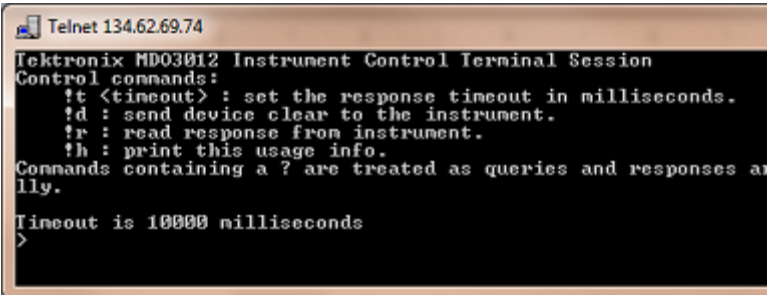 Telnet 134.62.69.74
Tektronix MDO3012 Instrument Control Terminal Session
Control commands:
!t <timeout> : set the response timeout in milliseconds.
!d : send device clear to the instrument.
!r : read response from instrument.
!h : print this usage info.
Commands containing a ? are treated as queries and responses
lly.
Timeout is 10000 milliseconds
>